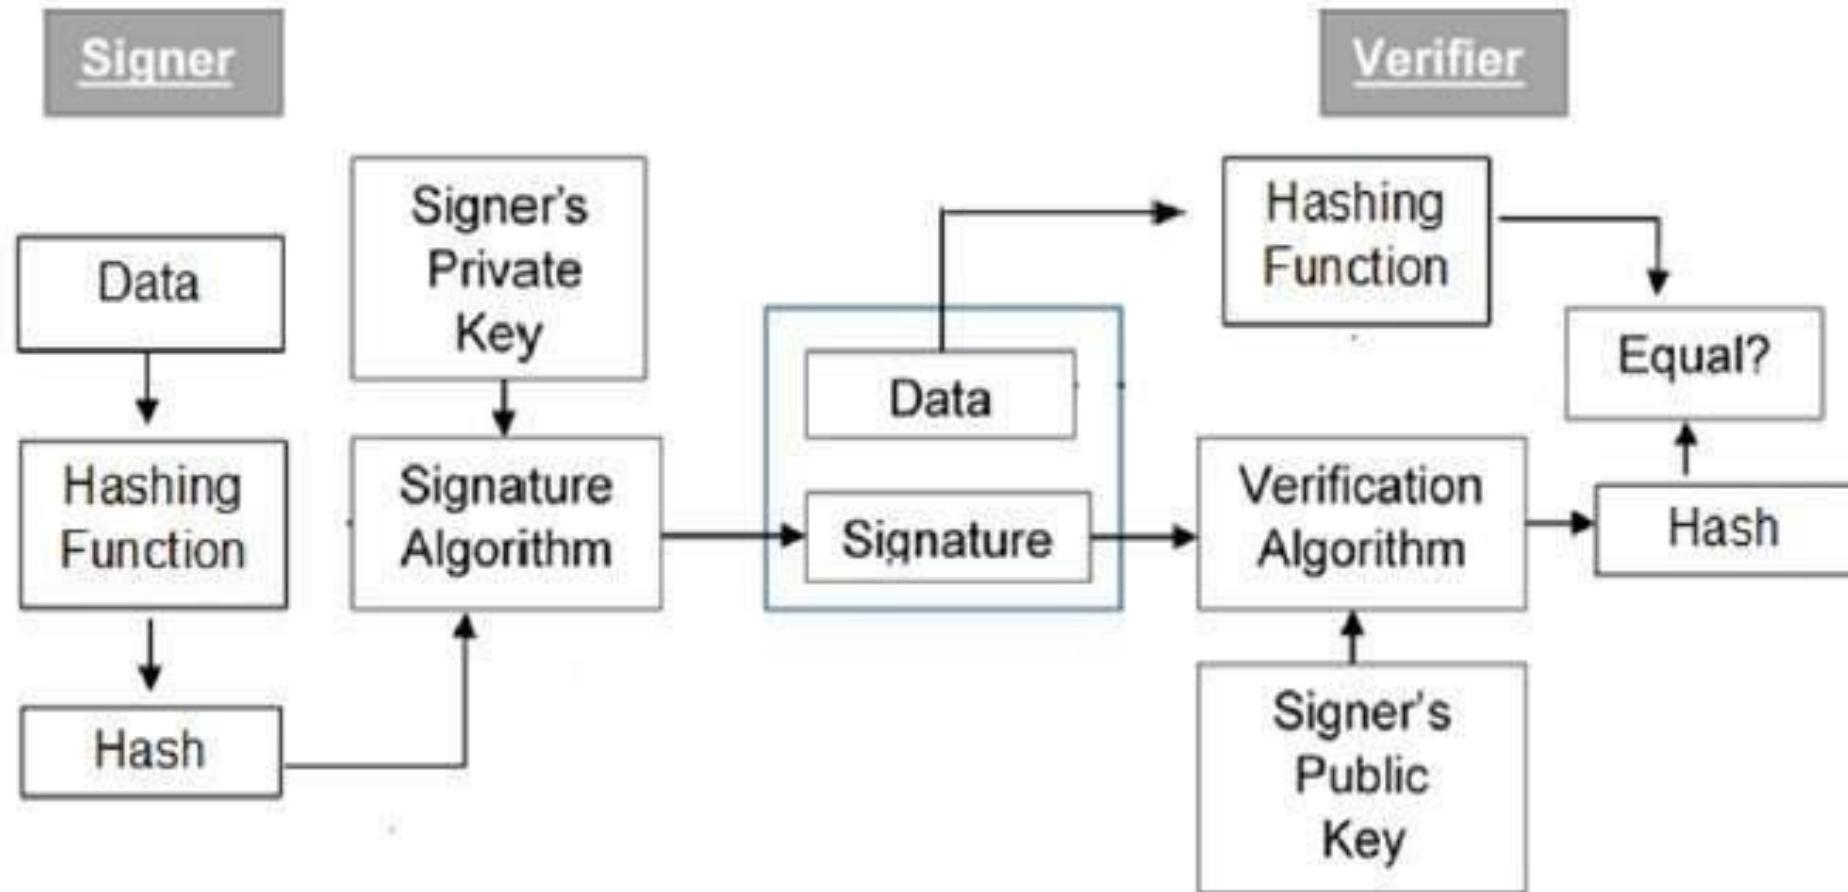 Signer
Verifier
Data
Hashing
Function
Hash
Signer's
Private
Key
Signature
Algorithm
Data
Signature
Hashing
Function
Equal?
Verification
Algorithm
Hash
Signer's
Public
Key